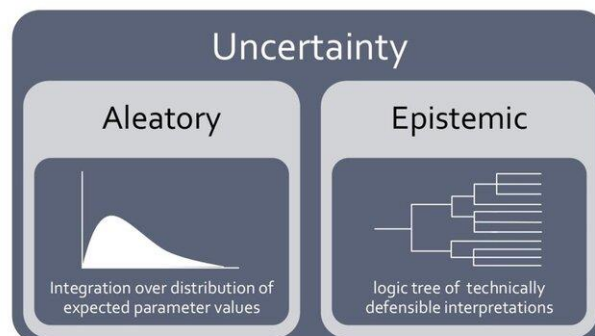 Uncertainty
Aleatory
Integration over distribution of
expected parameter values
Epistemic
logic tree of technically
defensible interpretations